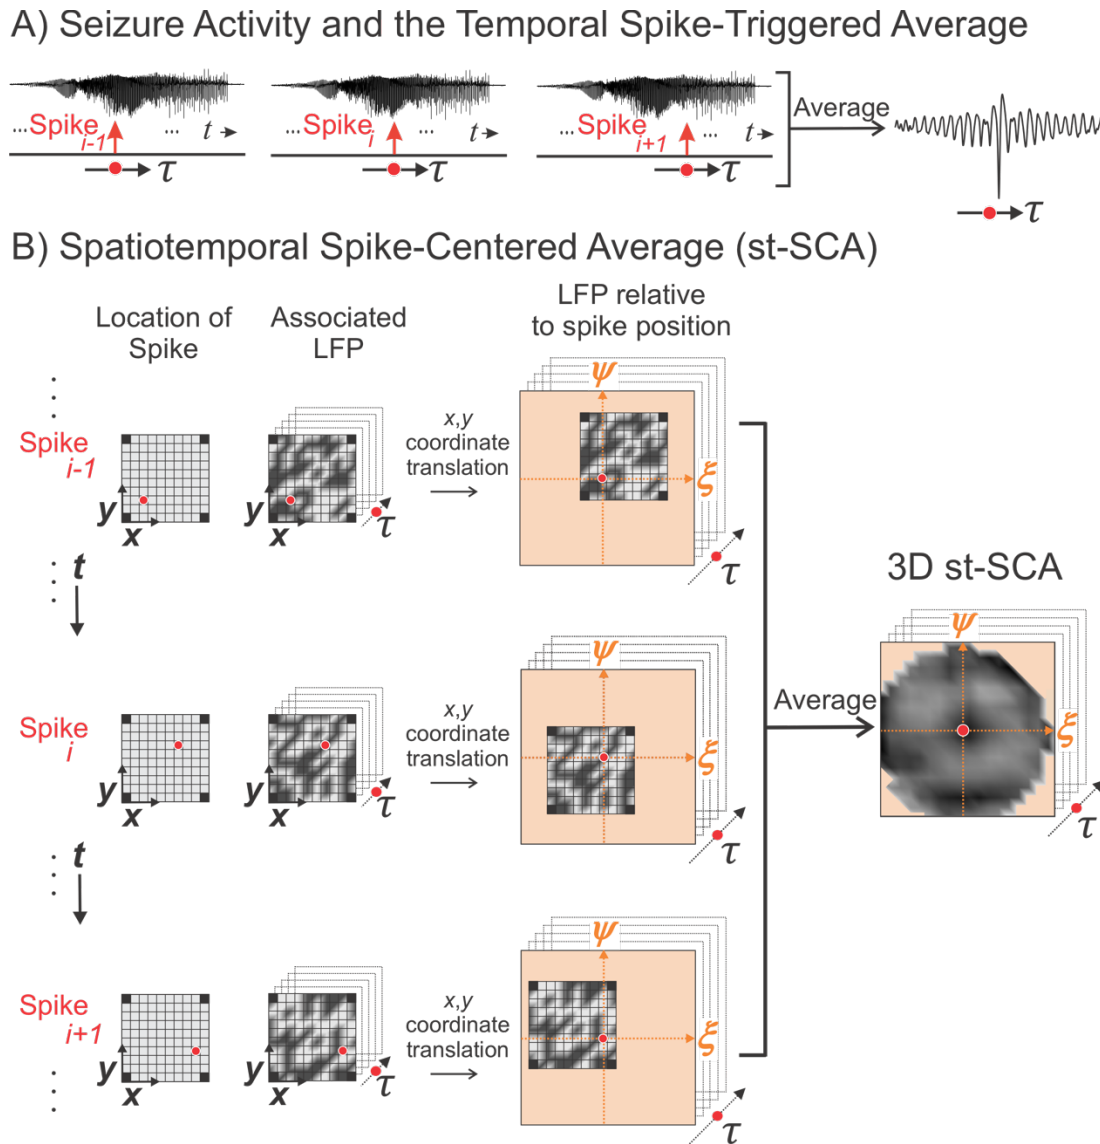 A) Seizure Activity and the Temporal Spike-Triggered Average
... Spike i-1 ... t
τ
... Spike i ... t
τ
... Spike i+1 ... t
τ
Average
τ
B) Spatiotemporal Spike-Centered Average (st-SCA)
Location of
Spike
Associated
LFP
LFP relative
to spike position
Spike
i-1
y
x
y
x
τ
x,y
coordinate
translation
ψ
ξ
τ
t
Spike
i
y
x
y
x
τ
x,y
coordinate
translation
ψ
ξ
τ
t
Spike
i+1
y
x
y
x
τ
x,y
coordinate
translation
ψ
ξ
τ
Average
3D st-SCA
ψ
ξ
τ